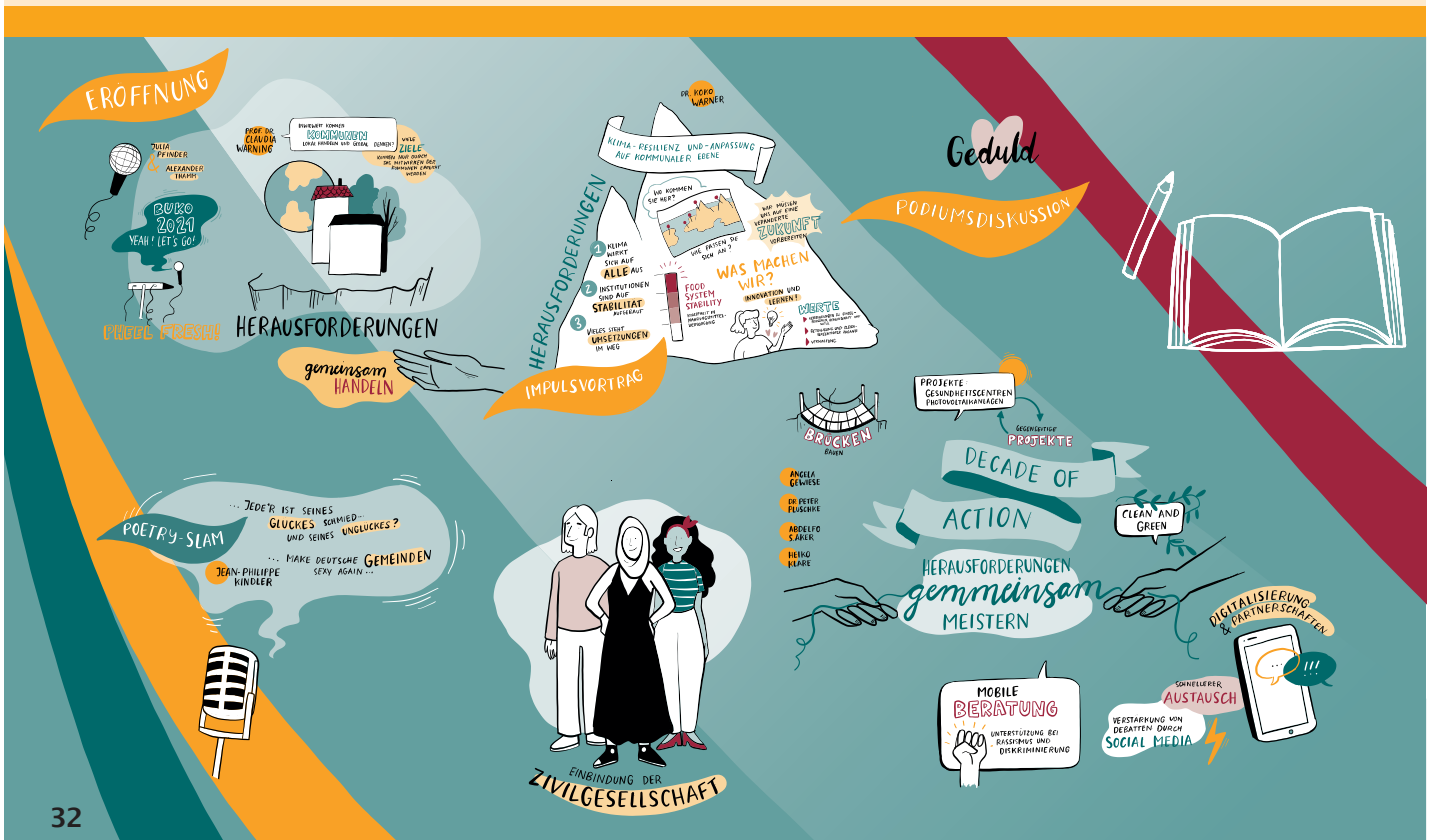 ERÖFFNUNG
JULIA
PFINDER
&
ALEXANDER
THAMM
BUKO
2021
YEAH! LET'S GO!
PROF. DR.
CLAUDIA
WARNING
KOMMUNEN
LOKAL HANDELN UND GLOBAL DENKEN!
VIELE
ZIELE
KÖNNEN NUR DURCH
DAS MITWIRKEN DER
KOMMUNEN ERREICHT
WERDEN
HERAUSFORDERUNGEN
gemeinsam
HANDELN
DR. KOKO
WARNER
KLIMA-RESILIENZ UND-ANPASSUNG
AUF KOMMUNALER EBENE
HERAUSFORDERUNGEN
WO KOMMEN
SIE HER?
WIE PASSEN SIE
SICH AN?
WIR MÜSSEN
UNS AUF EINE
VERÄNDERTE
ZUKUNFT
VORBEREITEN
1 KLIMA
WIRKT
SICH AUF
ALLE AUS
2 INSTITUTIONEN
SIND AUF
STABILITÄT
AUFGEBAUT
3 VIELES STEHT
UMSETZUNGEN
IM WEG
FOOD
SYSTEM
STABILITY
WAS MACHEN
WIR?
INNOVATION UND
LERNEN!
WERTE
VERWALTUNG
IMPULSVORTRAG
Geduld
PODIUMSDISKUSSION
BRÜCKEN
BAUEN
PROJEKTE:
GESUNDHEITSCENTREN
PHOTOVOLTAIKANLAGEN
GEGENSEITIGE
PROJEKTE
DECADE OF
ACTION
ANGELA
GEWIESE
DR PETER
PLUSCHKE
ABDELFO
S.AKER
HEIKO
KLARE
CLEAN AND
GREEN
HERAUSFORDERUNGEN
gemmeinsam
MEISTERN
POETRY-SLAM
... JEDE*R IST SEINES
GLÜCKES SCHMIED...
UND SEINES UNGLÜCKES?
... MAKE DEUTSCHE GEMEINDEN
SEXY AGAIN...
JEAN-PHILIPPE
KINDLER
EINBINDUNG DER
ZIVILGESELLSCHAFT
MOBILE
BERATUNG
UNTERSTÜTZUNG BEI
RASSISMUS UND
DISKRIMINIERUNG
DIGITALISIERUNG
& PARTNERSCHAFTEN
...
!!!
SCHNELLERER
AUSTAUSCH
VERSTÄRKUNG VON
DEBATTEN DURCH
SOCIAL MEDIA
32